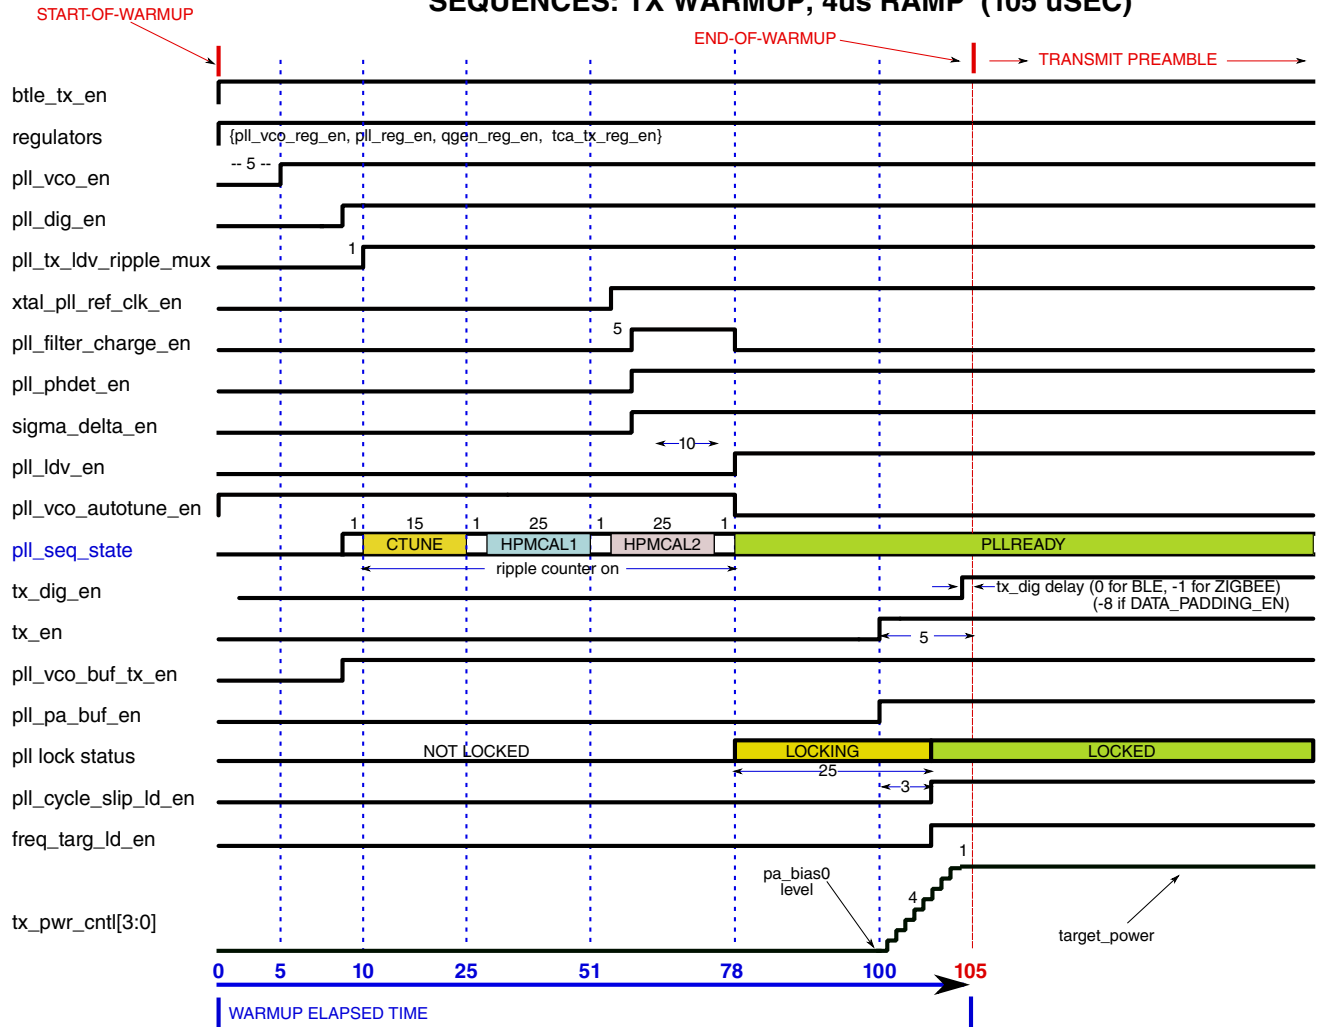 SEQUENCES: TX WARMUP, 4us RAMP (105 uSEC)
START-OF-WARMUP
END-OF-WARMUP
TRANSMIT PREAMBLE
btle_tx_en
regulators
{pll_vco_reg_en, pll_reg_en, qgen_reg_en, tca_tx_reg_en}
-- 5 --
pll_vco_en
pll_dig_en
1
pll_tx_ldv_ripple_mux
xtal_pll_ref_clk_en
5
pll_filter_charge_en
pll_phdet_en
sigma_delta_en
10
pll_ldv_en
pll_vco_autotune_en
1 15 1 25 1 25 1
pll_seq_state
CTUNE HPMCAL1 HPMCAL2 PLLREADY
ripple counter on
tx_dig_en
tx_dig delay (0 for BLE, -1 for ZIGBEE)
(-8 if DATA_PADDING_EN)
tx_en
5
pll_vco_buf_tx_en
pll_pa_buf_en
pll lock status
NOT LOCKED LOCKING LOCKED
25
3
pll_cycle_slip_ld_en
freq_targ_ld_en
1
pa_bias0
level
4
tx_pwr_cntl[3:0]
target_power
0 5 10 25 51 78 100 105
WARMUP ELAPSED TIME